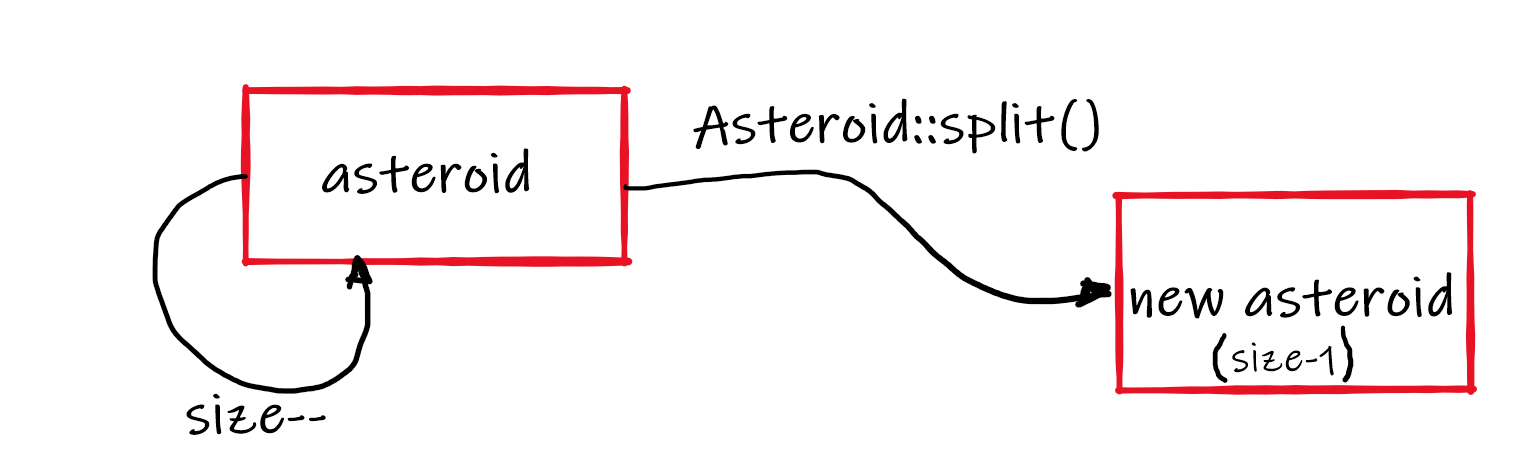 Asteroid::split()
asteroid
new asteroid
(size-1)
size--